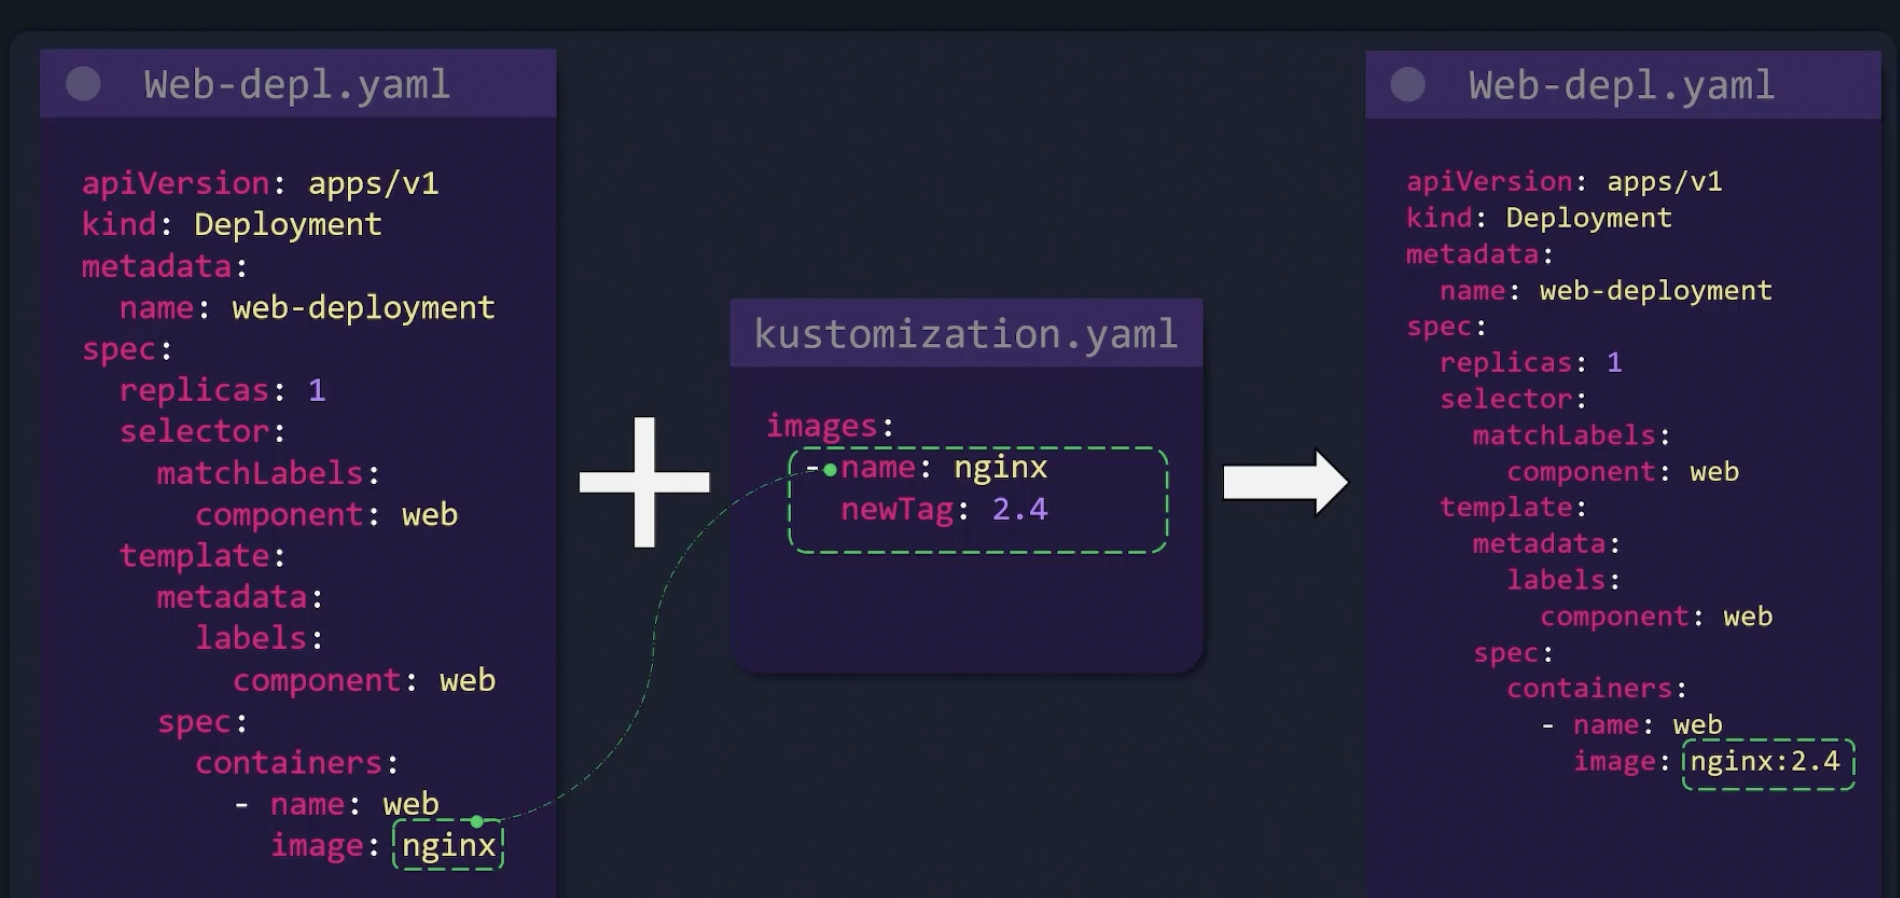 Web-depl.yaml
apiVersion: apps/v1
kind: Deployment
metadata:
  name: web-deployment
spec:
  replicas: 1
  selector:
    matchLabels:
      component: web
  template:
    metadata:
      labels:
        component: web
    spec:
      containers:
        - name: web
          image: nginx
kustomization.yaml
images:
  - name: nginx
    newTag: 2.4
Web-depl.yaml
apiVersion: apps/v1
kind: Deployment
metadata:
  name: web-deployment
spec:
  replicas: 1
  selector:
    matchLabels:
      component: web
  template:
    metadata:
      labels:
        component: web
    spec:
      containers:
        - name: web
          image: nginx:2.4